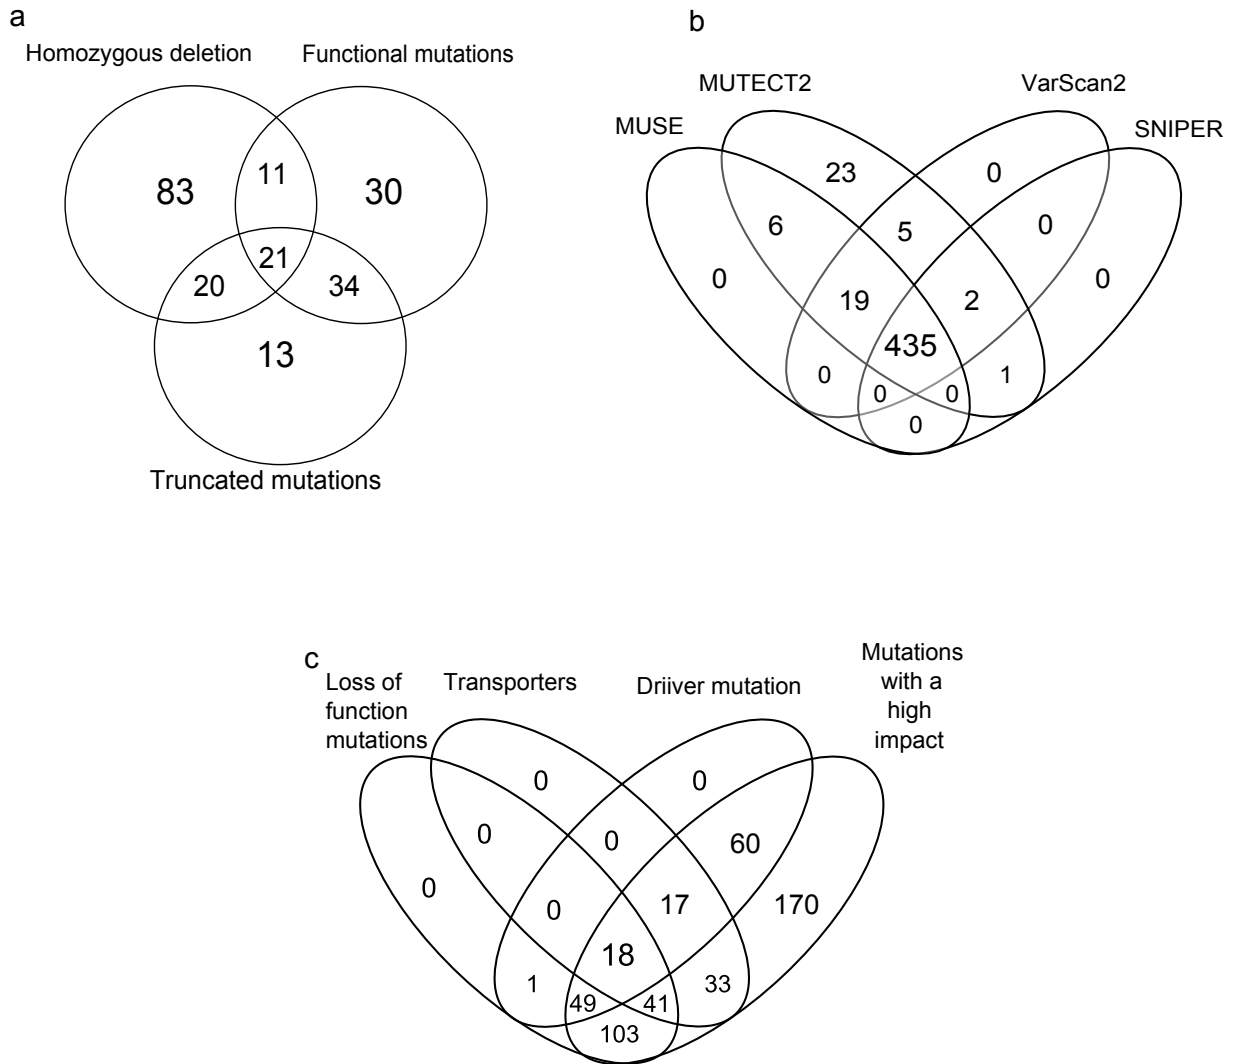 a
Homozygous deletion
Functional mutations
83
11
30
21
20
34
13
Truncated mutations
b
MUTECT2
VarScan2
MUSE
SNIPER
23
0
6
5
0
0
0
19
2
435
0
1
0
0
0
c
Loss of
function
mutations
Transporters
Driiver mutation
Mutations
with a
high
impact
0
0
0
0
60
0
17
170
0
18
1
33
49
41
103